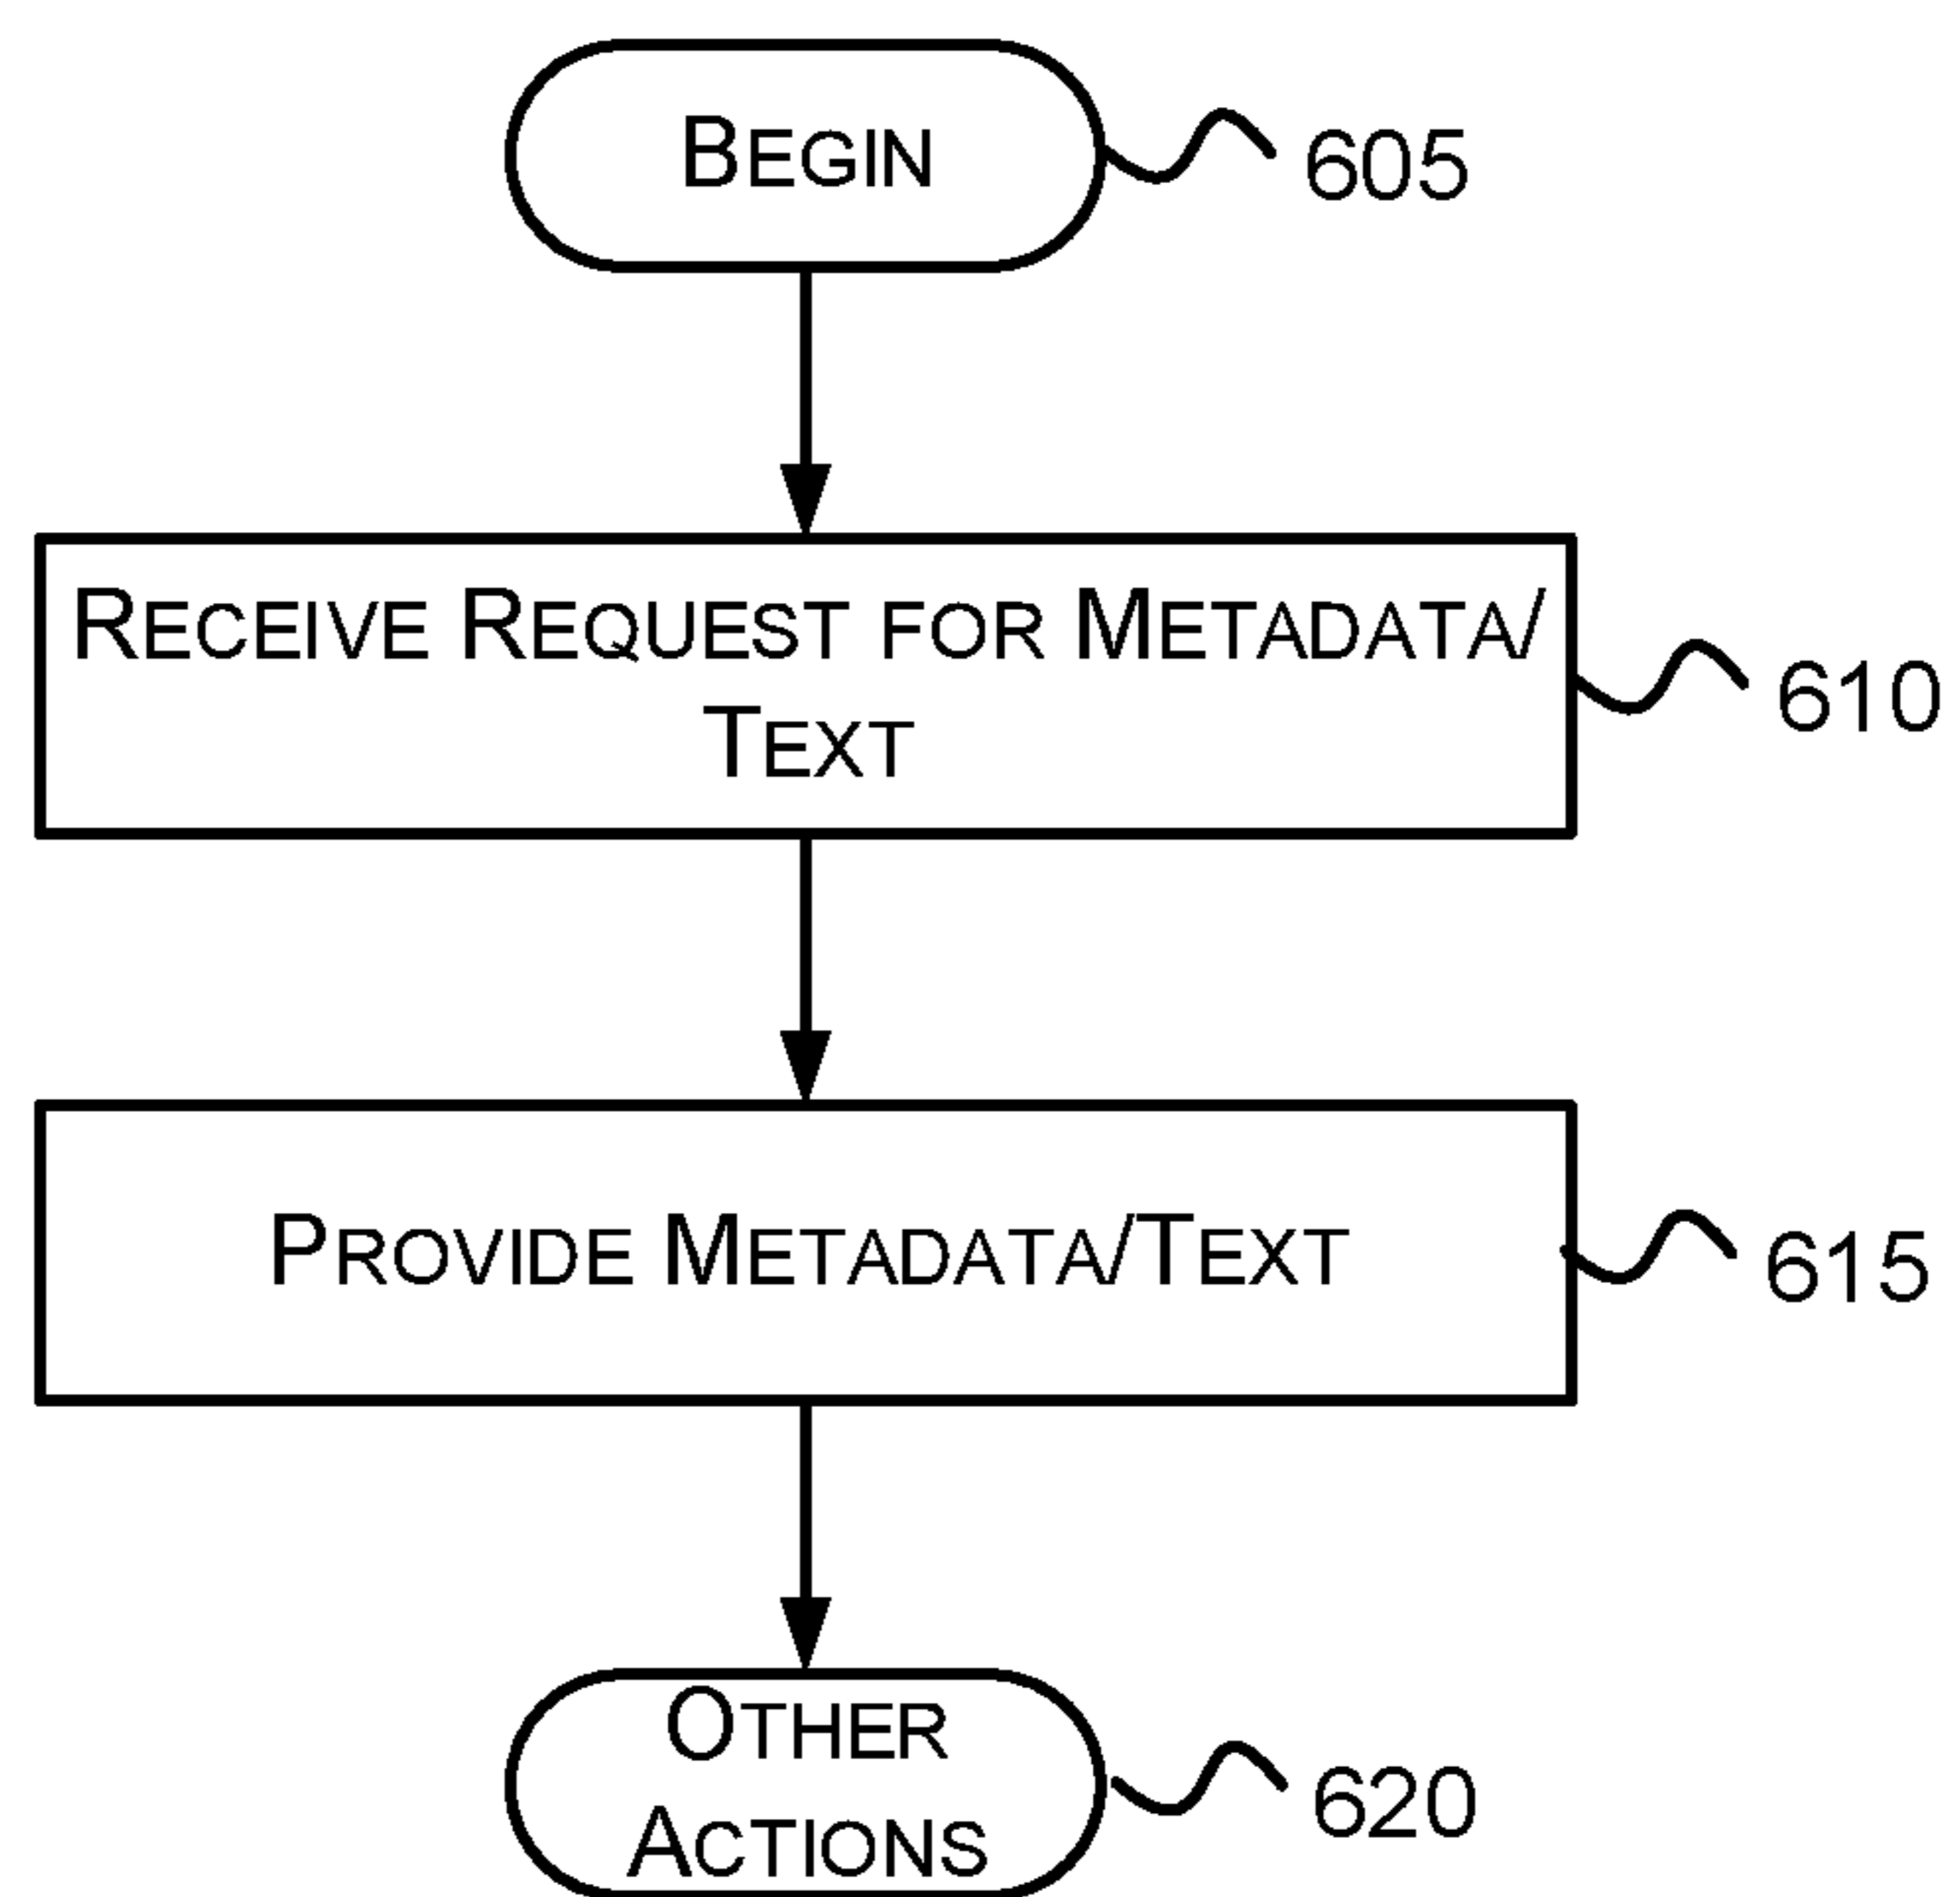 BEGIN
605
RECEIVE REQUEST FOR METADATA/
TEXT
610
PROVIDE METADATA/TEXT
615
OTHER
ACTIONS
620